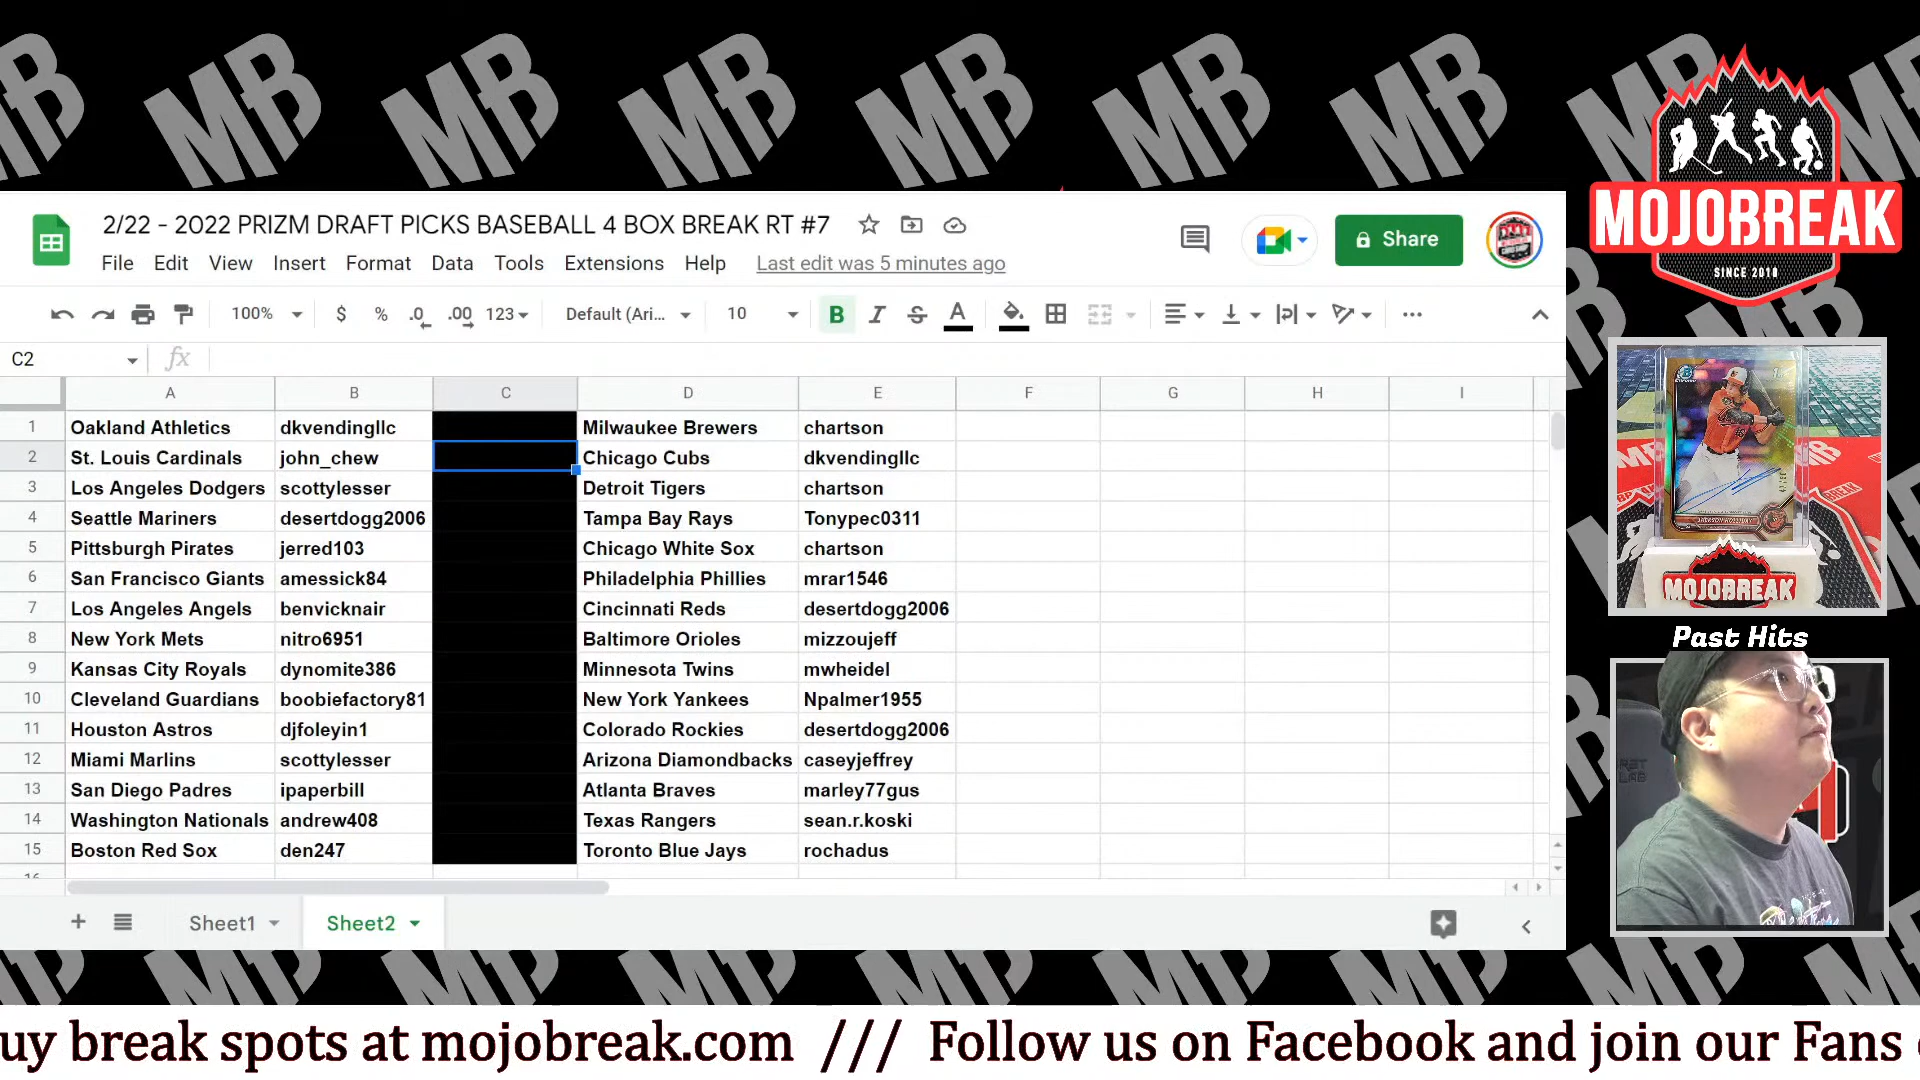 MOJOBREAK
SINCE 2010
2/22 - 2022 PRIZM DRAFT PICKS BASEBALL 4 BOX BREAK RT #7
Share
File Edit View Insert Format Data Tools Extensions Help Last edit was 5 minutes ago
100% $ % .0 .00 123 Default (Ari... 10 B I S A
C2 fx
A B C D E F G H I
1 Oakland Athletics dkvendingllc Milwaukee Brewers chartson
2 St. Louis Cardinals john_chew Chicago Cubs dkvendingllc
3 Los Angeles Dodgers scottylesser Detroit Tigers chartson
4 Seattle Mariners desertdogg2006 Tampa Bay Rays Tonypec0311
5 Pittsburgh Pirates jerred103 Chicago White Sox chartson
6 San Francisco Giants amessick84 Philadelphia Phillies mrar1546
7 Los Angeles Angels benvicknair Cincinnati Reds desertdogg2006
8 New York Mets nitro6951 Baltimore Orioles mizzoujeff
9 Kansas City Royals dynomite386 Minnesota Twins mwheidel
10 Cleveland Guardians boobiefactory81 New York Yankees Npalmer1955
11 Houston Astros djfoleyin1 Colorado Rockies desertdogg2006
12 Miami Marlins scottylesser Arizona Diamondbacks caseyjeffrey
13 San Diego Padres ipaperbill Atlanta Braves marley77gus
14 Washington Nationals andrew408 Texas Rangers sean.r.koski
15 Boston Red Sox den247 Toronto Blue Jays rochadus
Sheet1 Sheet2
JACKSON HOLLIDAY
MOJOBREAK
Past Hits
uy break spots at mojobreak.com /// Follow us on Facebook and join our Fans